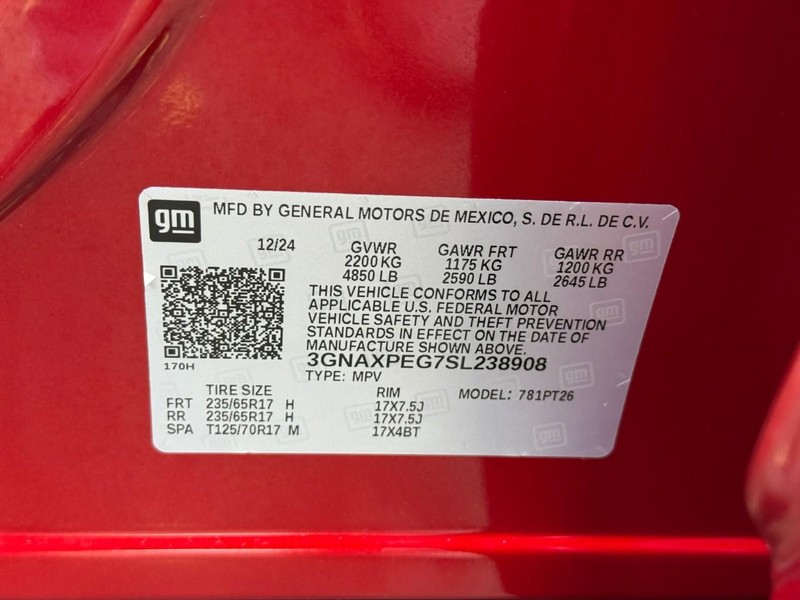 gm MFD BY GENERAL MOTORS DE MEXICO, S. DE R.L. DE C.V.
12/24 GVWR GAWR FRT GAWR RR
2200 KG 1175 KG 1200 KG
4850 LB 2590 LB 2645 LB
THIS VEHICLE CONFORMS TO ALL
APPLICABLE U.S. FEDERAL MOTOR
VEHICLE SAFETY AND THEFT PREVENTION
STANDARDS IN EFFECT ON THE DATE OF
MANUFACTURE SHOWN ABOVE.
170H 3GNAXPEG7SL238908
TYPE: MPV
TIRE SIZE RIM MODEL: 781PT26
FRT 235/65R17 H 17X7.5J
RR 235/65R17 H 17X7.5J
SPA T125/70R17 M 17X4BT